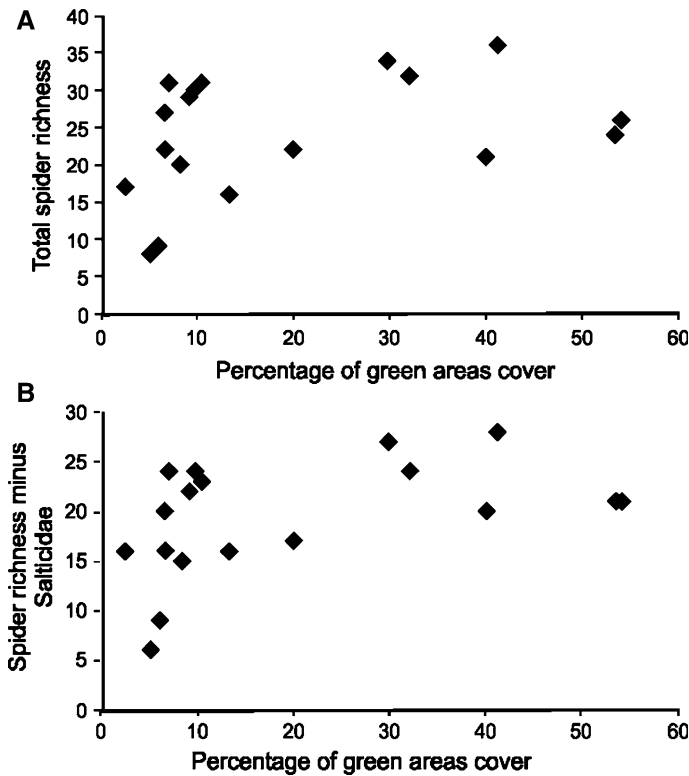 A
40
35
30
25
20
15
10
5
0
Total spider richness
0 10 20 30 40 50 60
Percentage of green areas cover
B
30
25
20
15
10
5
0
Spider richness minus
Salticidae
0 10 20 30 40 50 60
Percentage of green areas cover